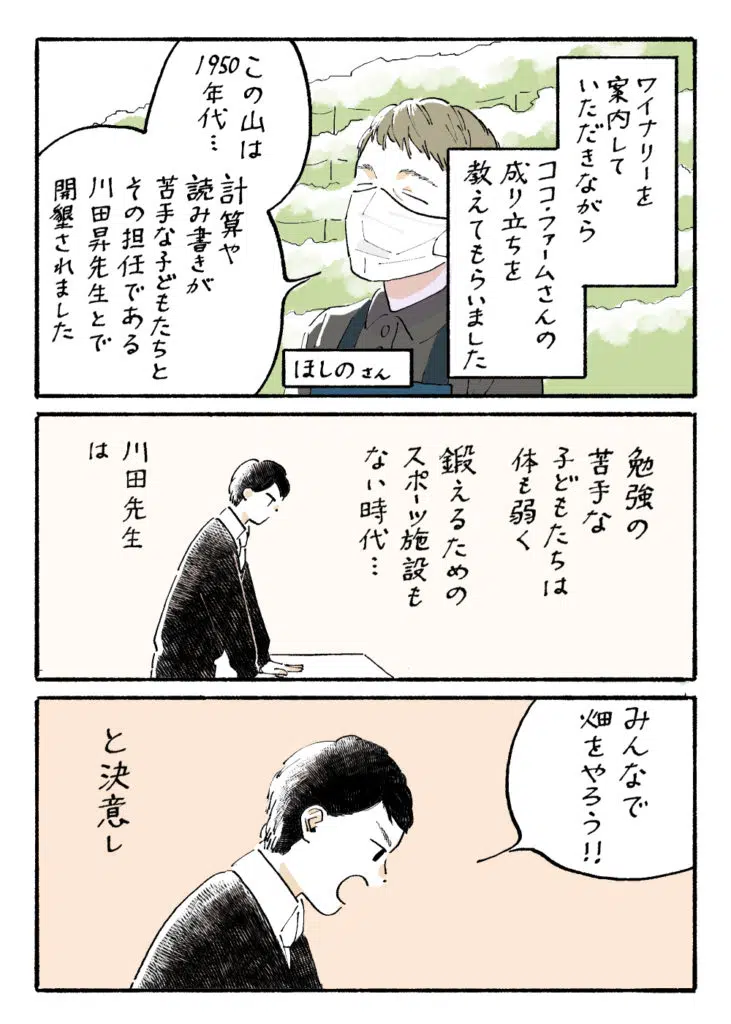 ワイナリーを
案内して
いただきながら
ココ・ファームさんの
成り立ちを
教えてもらいました
この山は
1950
年代…
計算や
読み書きが
苦手な子どもたちと
その担任である
川田昇先生とで
開墾されました
ほしのさん
勉強の
苦手な
子どもたちは
体も弱く
鍛えるための
スポーツ施設も
ない時代…
川田先生
は
みんなで
畑をやろう!!
と決意し